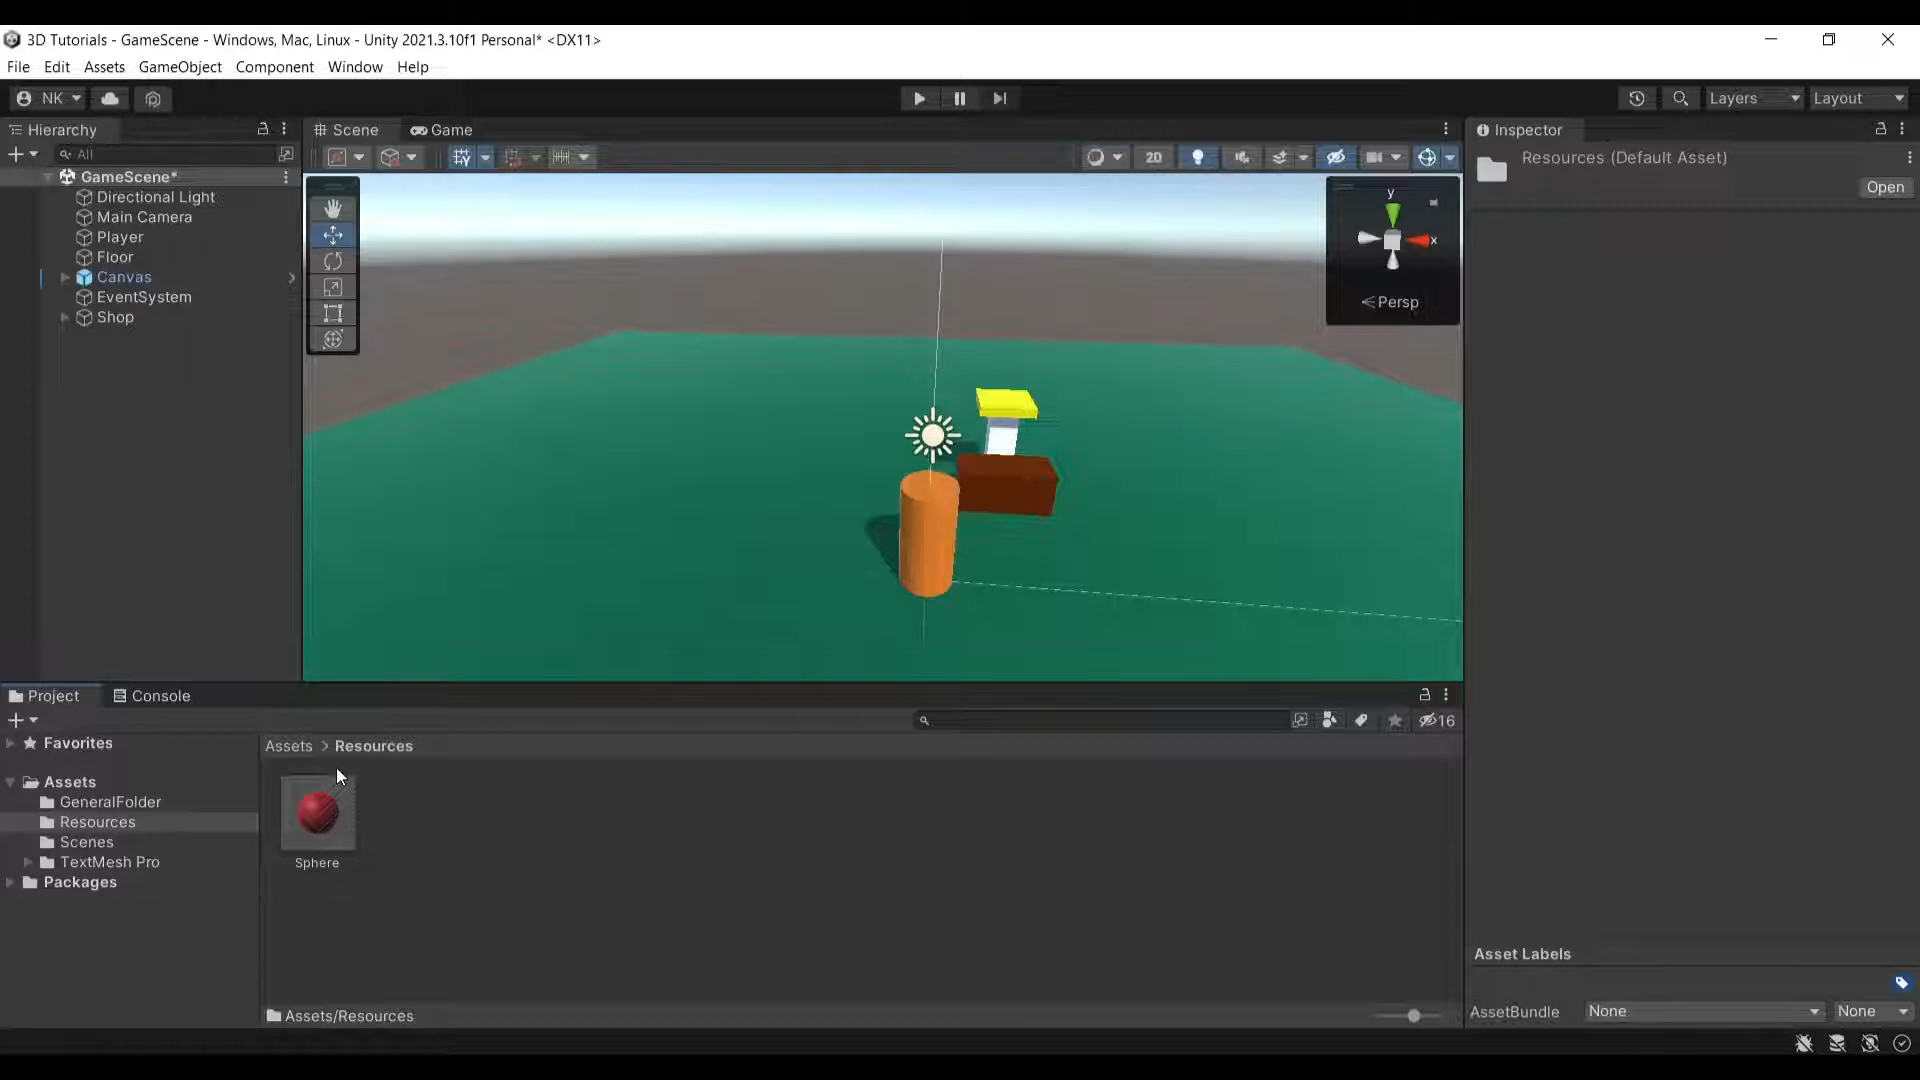 3D Tutorials - GameScene - Windows, Mac, Linux - Unity 2021.3.10f1 Personal* <DX11>
File Edit Assets GameObject Component Window Help
NK
Layers Layout
Hierarchy
All
GameScene*
Directional Light
Main Camera
Player
Floor
Canvas
EventSystem
Shop
Scene Game
2D
y
x
Persp
Inspector
Resources (Default Asset)
Open
Project Console
16
Favorites
Assets
GeneralFolder
Resources
Scenes
TextMesh Pro
Packages
Assets > Resources
Sphere
Assets/Resources
Asset Labels
AssetBundle None None